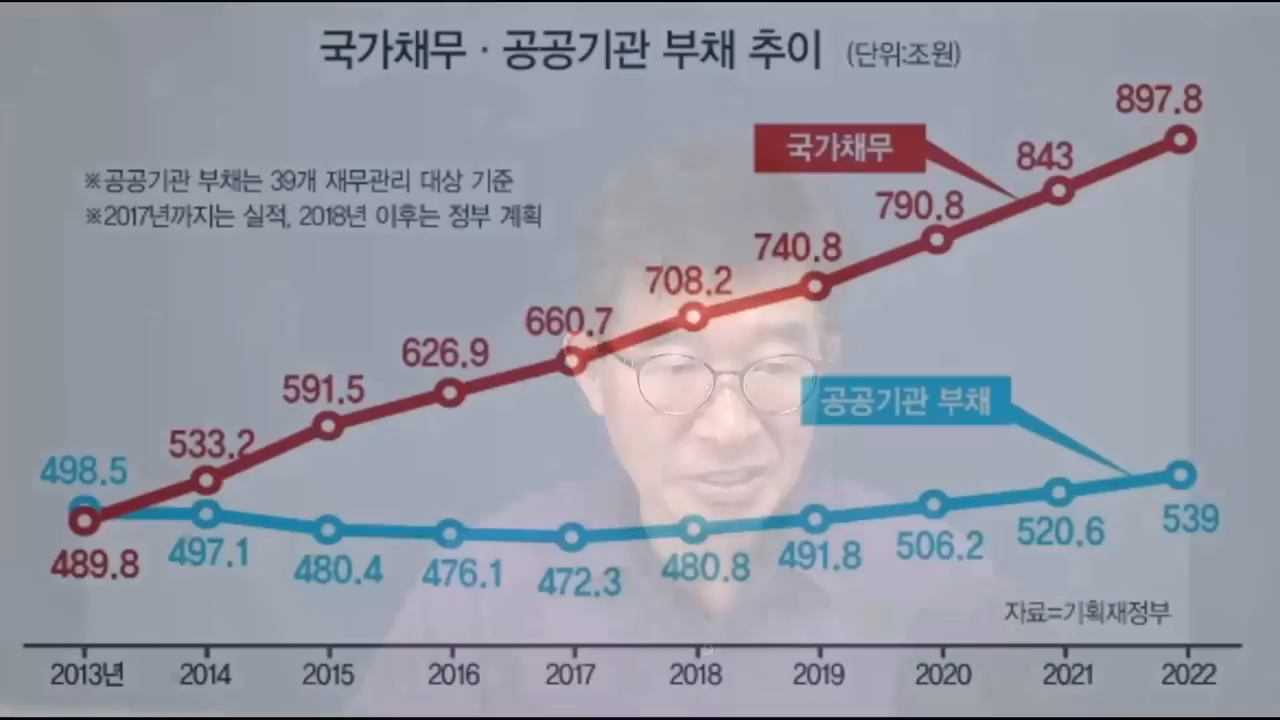 국가채무·공공기관 부채 추이 (단위:조원)
※공공기관 부채는 39개 재무관리 대상 기준
※2017년까지는 실적, 2018년 이후는 정부 계획
국가채무
489.8
533.2
591.5
626.9
660.7
708.2
740.8
790.8
843
897.8
공공기관 부채
498.5
497.1
480.4
476.1
472.3
480.8
491.8
506.2
520.6
539
자료=기획재정부
2013년 2014 2015 2016 2017 2018 2019 2020 2021 2022